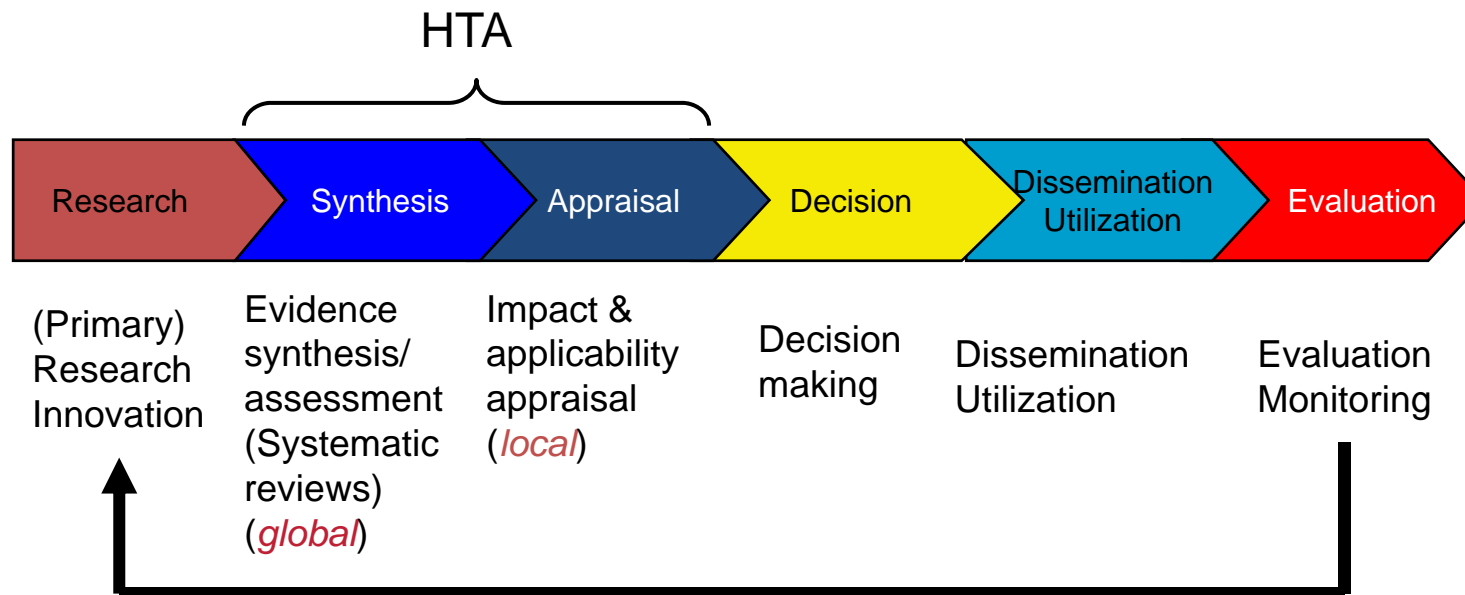 HTA
Research
Synthesis
Appraisal
Decision
Dissemination
Utilization
Evaluation
(Primary)
Research
Innovation
Evidence
synthesis/
assessment
(Systematic
reviews)
(global)
Impact &
applicability
appraisal
(local)
Decision
making
Dissemination
Utilization
Evaluation
Monitoring